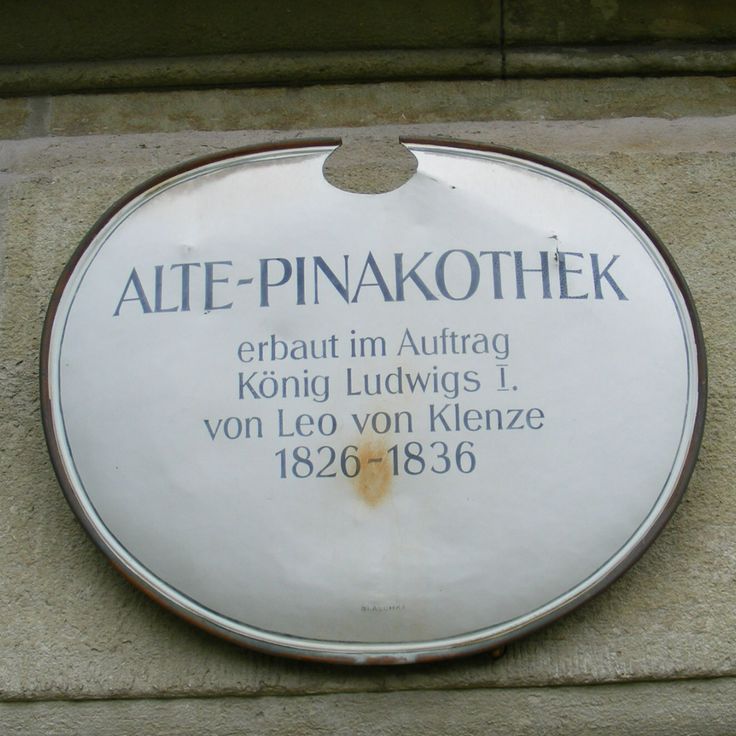 ALTE-PINAKOTHEK
erbaut im Auftrag
König Ludwigs I.
von Leo von Klenze
1826-1836